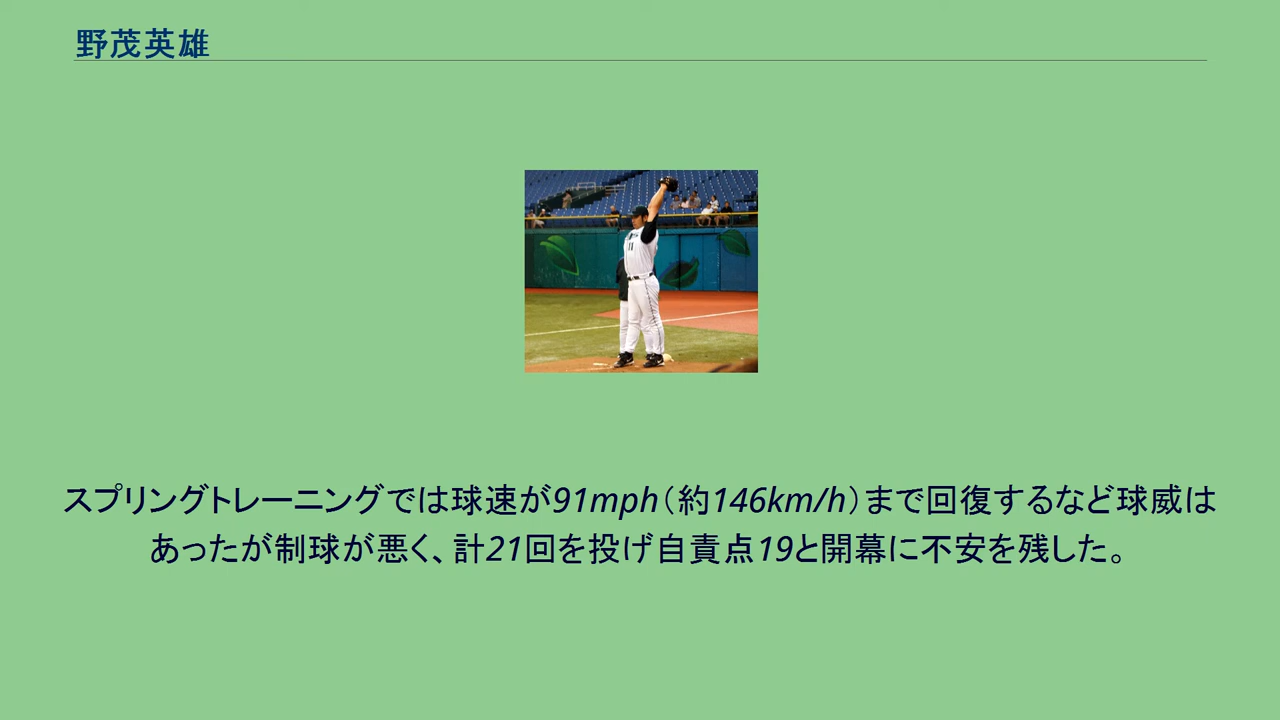 野茂英雄
11
スプリングトレーニングでは球速が91mph（約146km/h）まで回復するなど球威は
あったが制球が悪く、計21回を投げ自責点19と開幕に不安を残した。